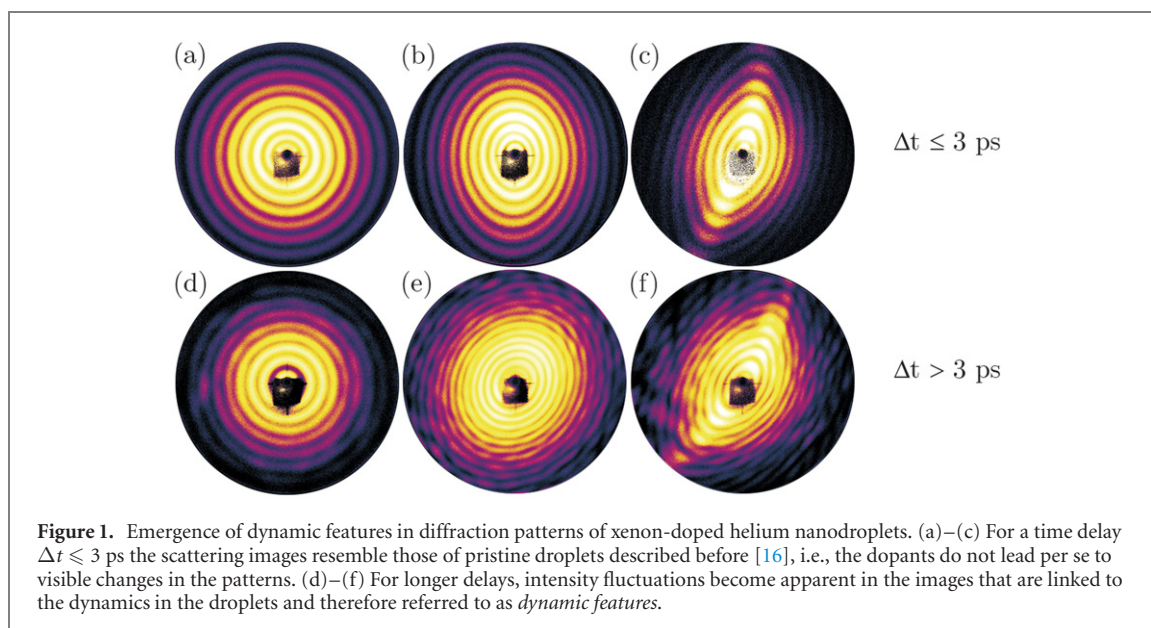 (a) (b) (c)
Δt ≤ 3 ps
(d) (e) (f)
Δt > 3 ps
Figure 1. Emergence of dynamic features in diffraction patterns of xenon-doped helium nanodroplets. (a)–(c) For a time delay
Δt ⩽ 3 ps the scattering images resemble those of pristine droplets described before [16], i.e., the dopants do not lead per se to
visible changes in the patterns. (d)–(f) For longer delays, intensity fluctuations become apparent in the images that are linked to
the dynamics in the droplets and therefore referred to as dynamic features.